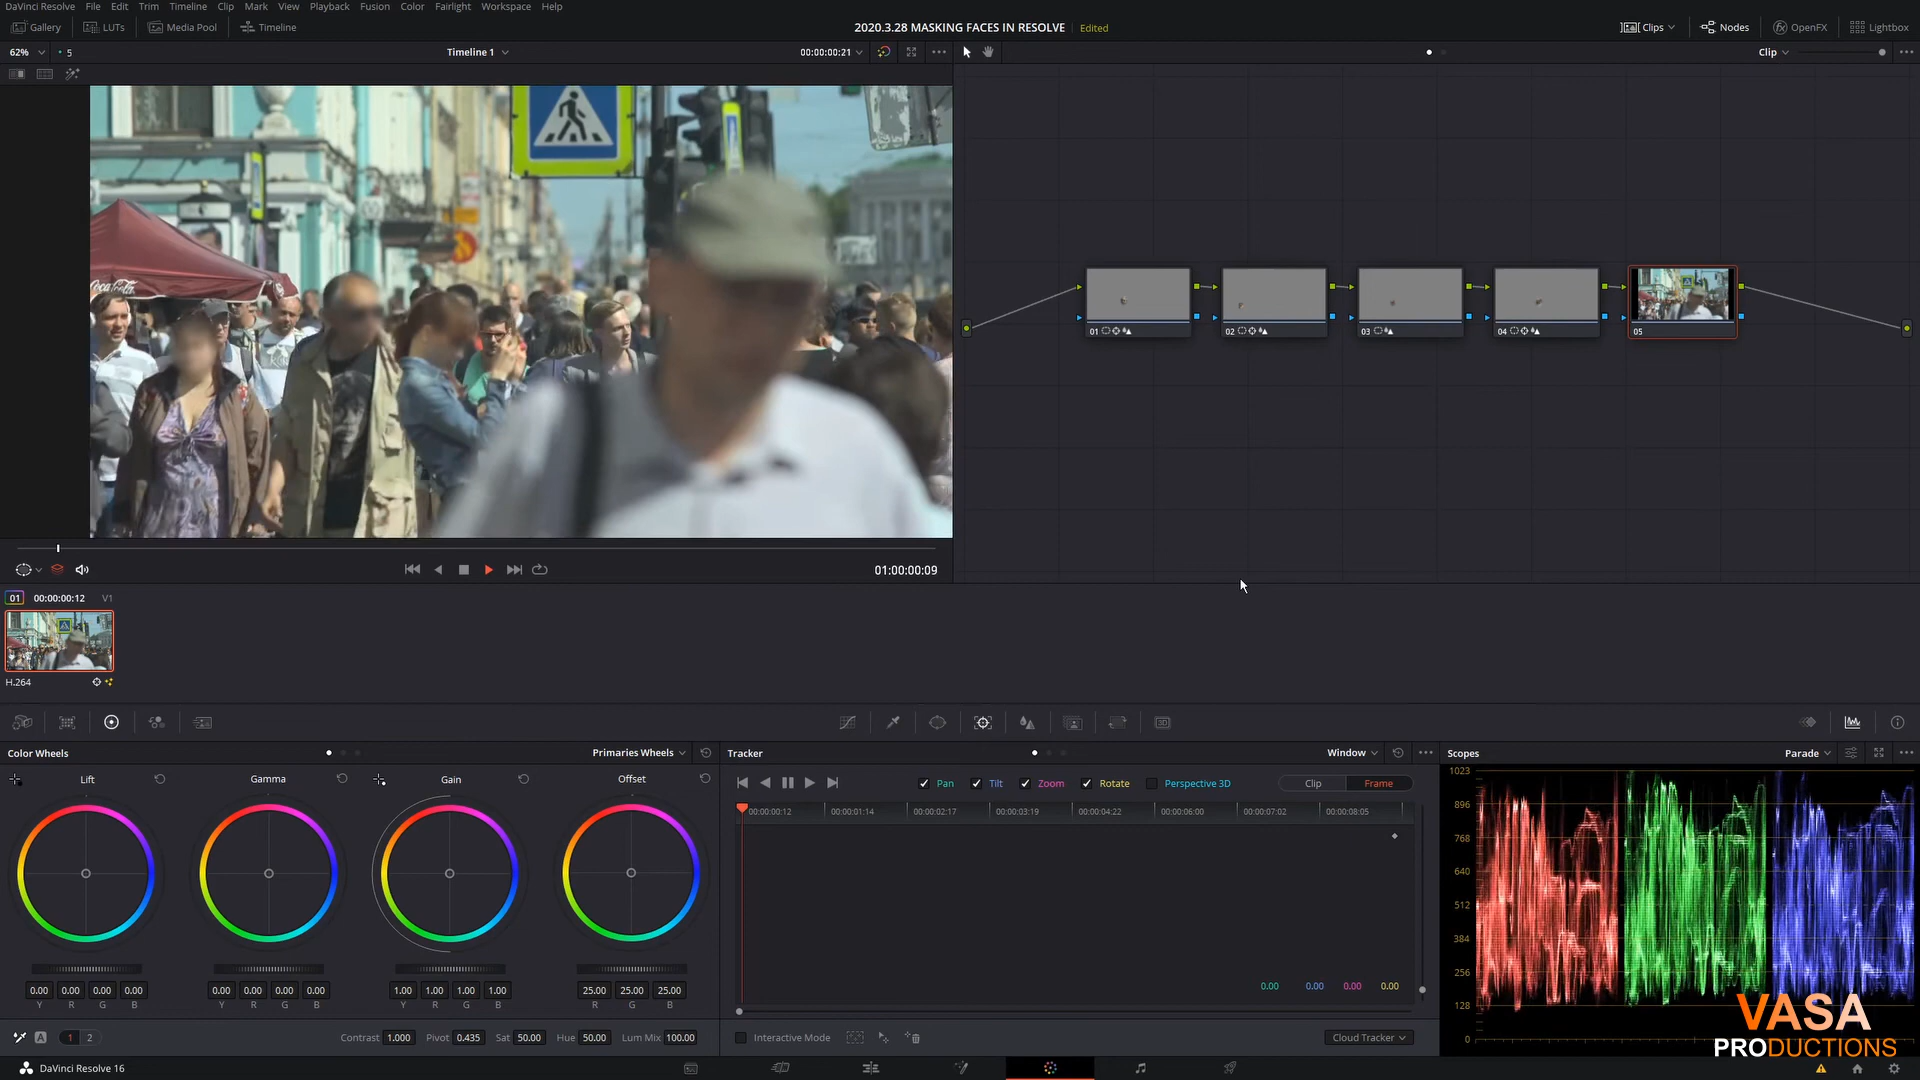 DaVinci Resolve File Edit Trim Timeline Clip Mark View Playback Fusion Color Fairlight Workspace Help
Gallery LUTs Media Pool Timeline 2020.3.28 MASKING FACES IN RESOLVE Edited Clips Nodes OpenFX Lightbox
62% 5 Timeline 1 00:00:00:21 Clip
Coca-Cola
01 02 03 04 05
01:00:00:09
01 00:00:00:12 V1
H.264
Color Wheels Primaries Wheels Tracker Window Scopes Parade
Lift Gamma Gain Offset Pan Tilt Zoom Rotate Perspective 3D Clip Frame
00:00:00:12 00:00:01:14 00:00:02:17 00:00:03:19 00:00:04:22 00:00:06:00 00:00:07:02 00:00:08:05
1023
896
768
640
512
384
256
128
0
0.00 0.00 0.00 0.00
0.00 0.00 0.00 0.00 0.00 0.00 0.00 0.00 1.00 1.00 1.00 1.00 25.00 25.00 25.00
Y R G B Y R G B Y R G B R G B
A 1 2 Contrast 1.000 Pivot 0.435 Sat 50.00 Hue 50.00 Lum Mix 100.00 Interactive Mode Cloud Tracker
VASA
PRODUCTIONS
DaVinci Resolve 16